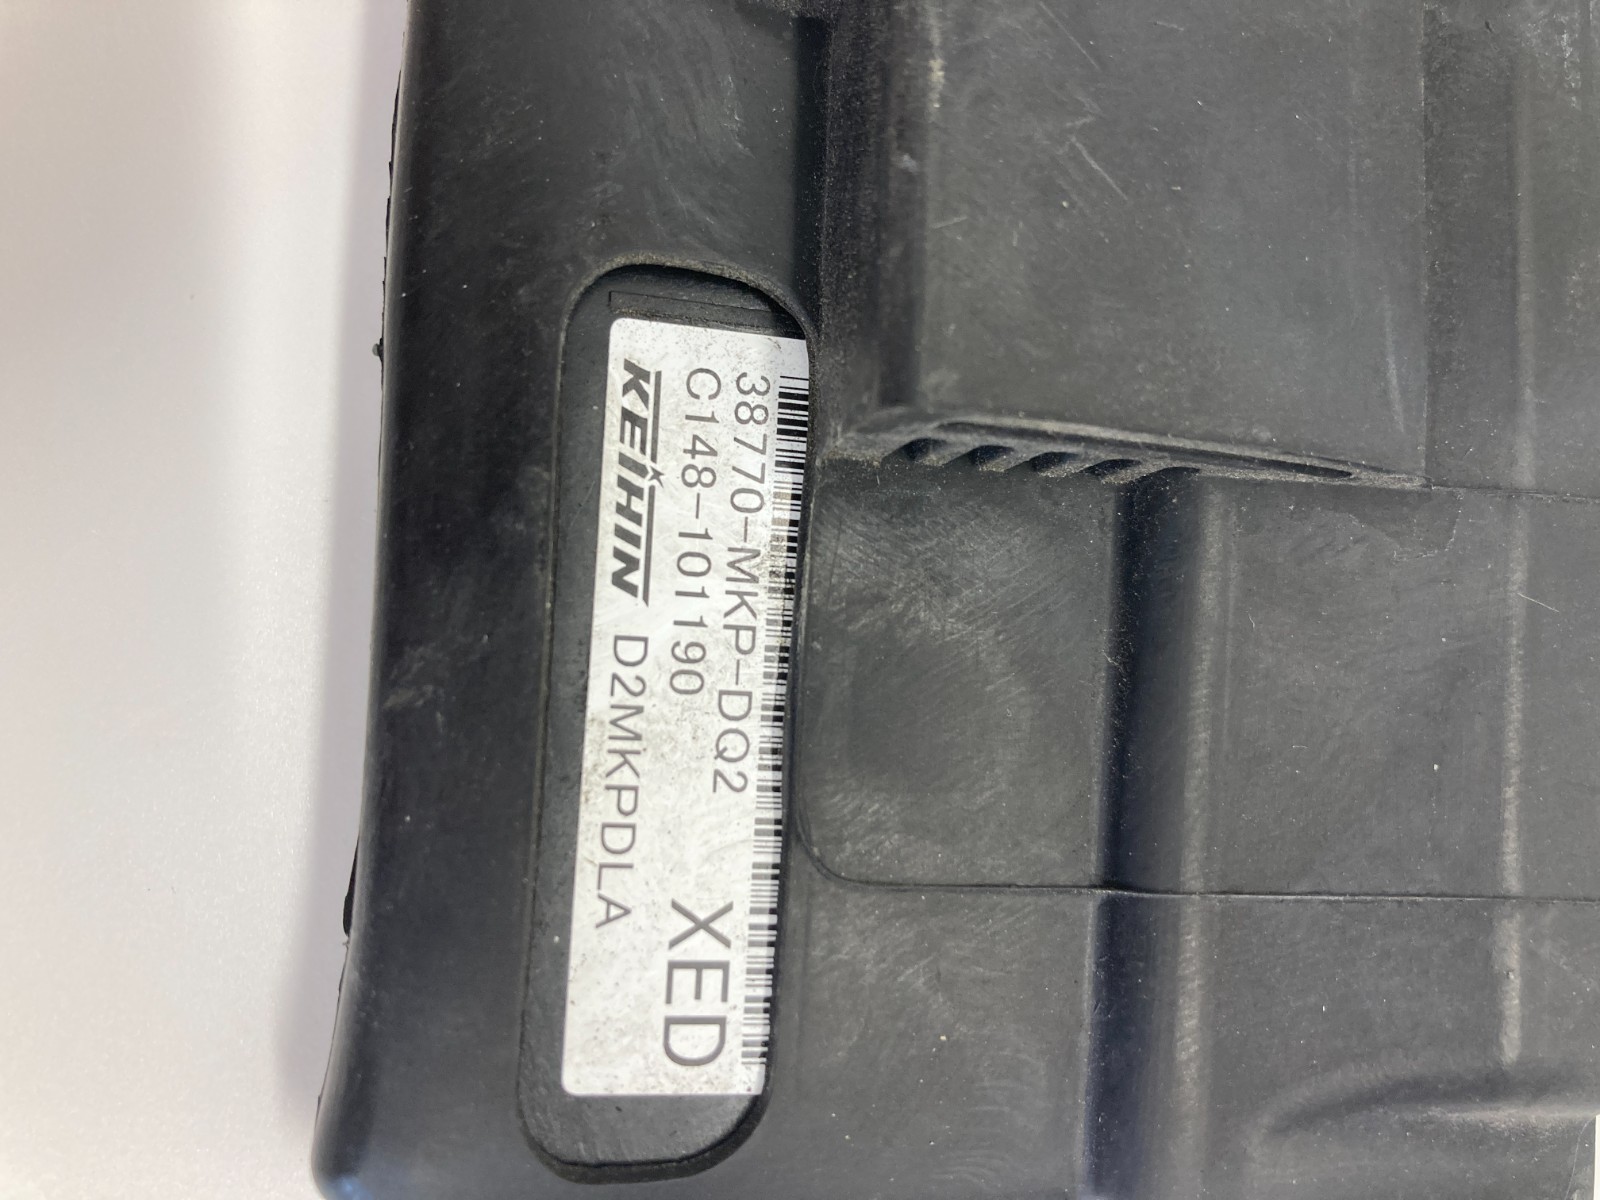 38770-MKP-DQ2
C148-101190
XED
KEIHIN D2MKPDLA